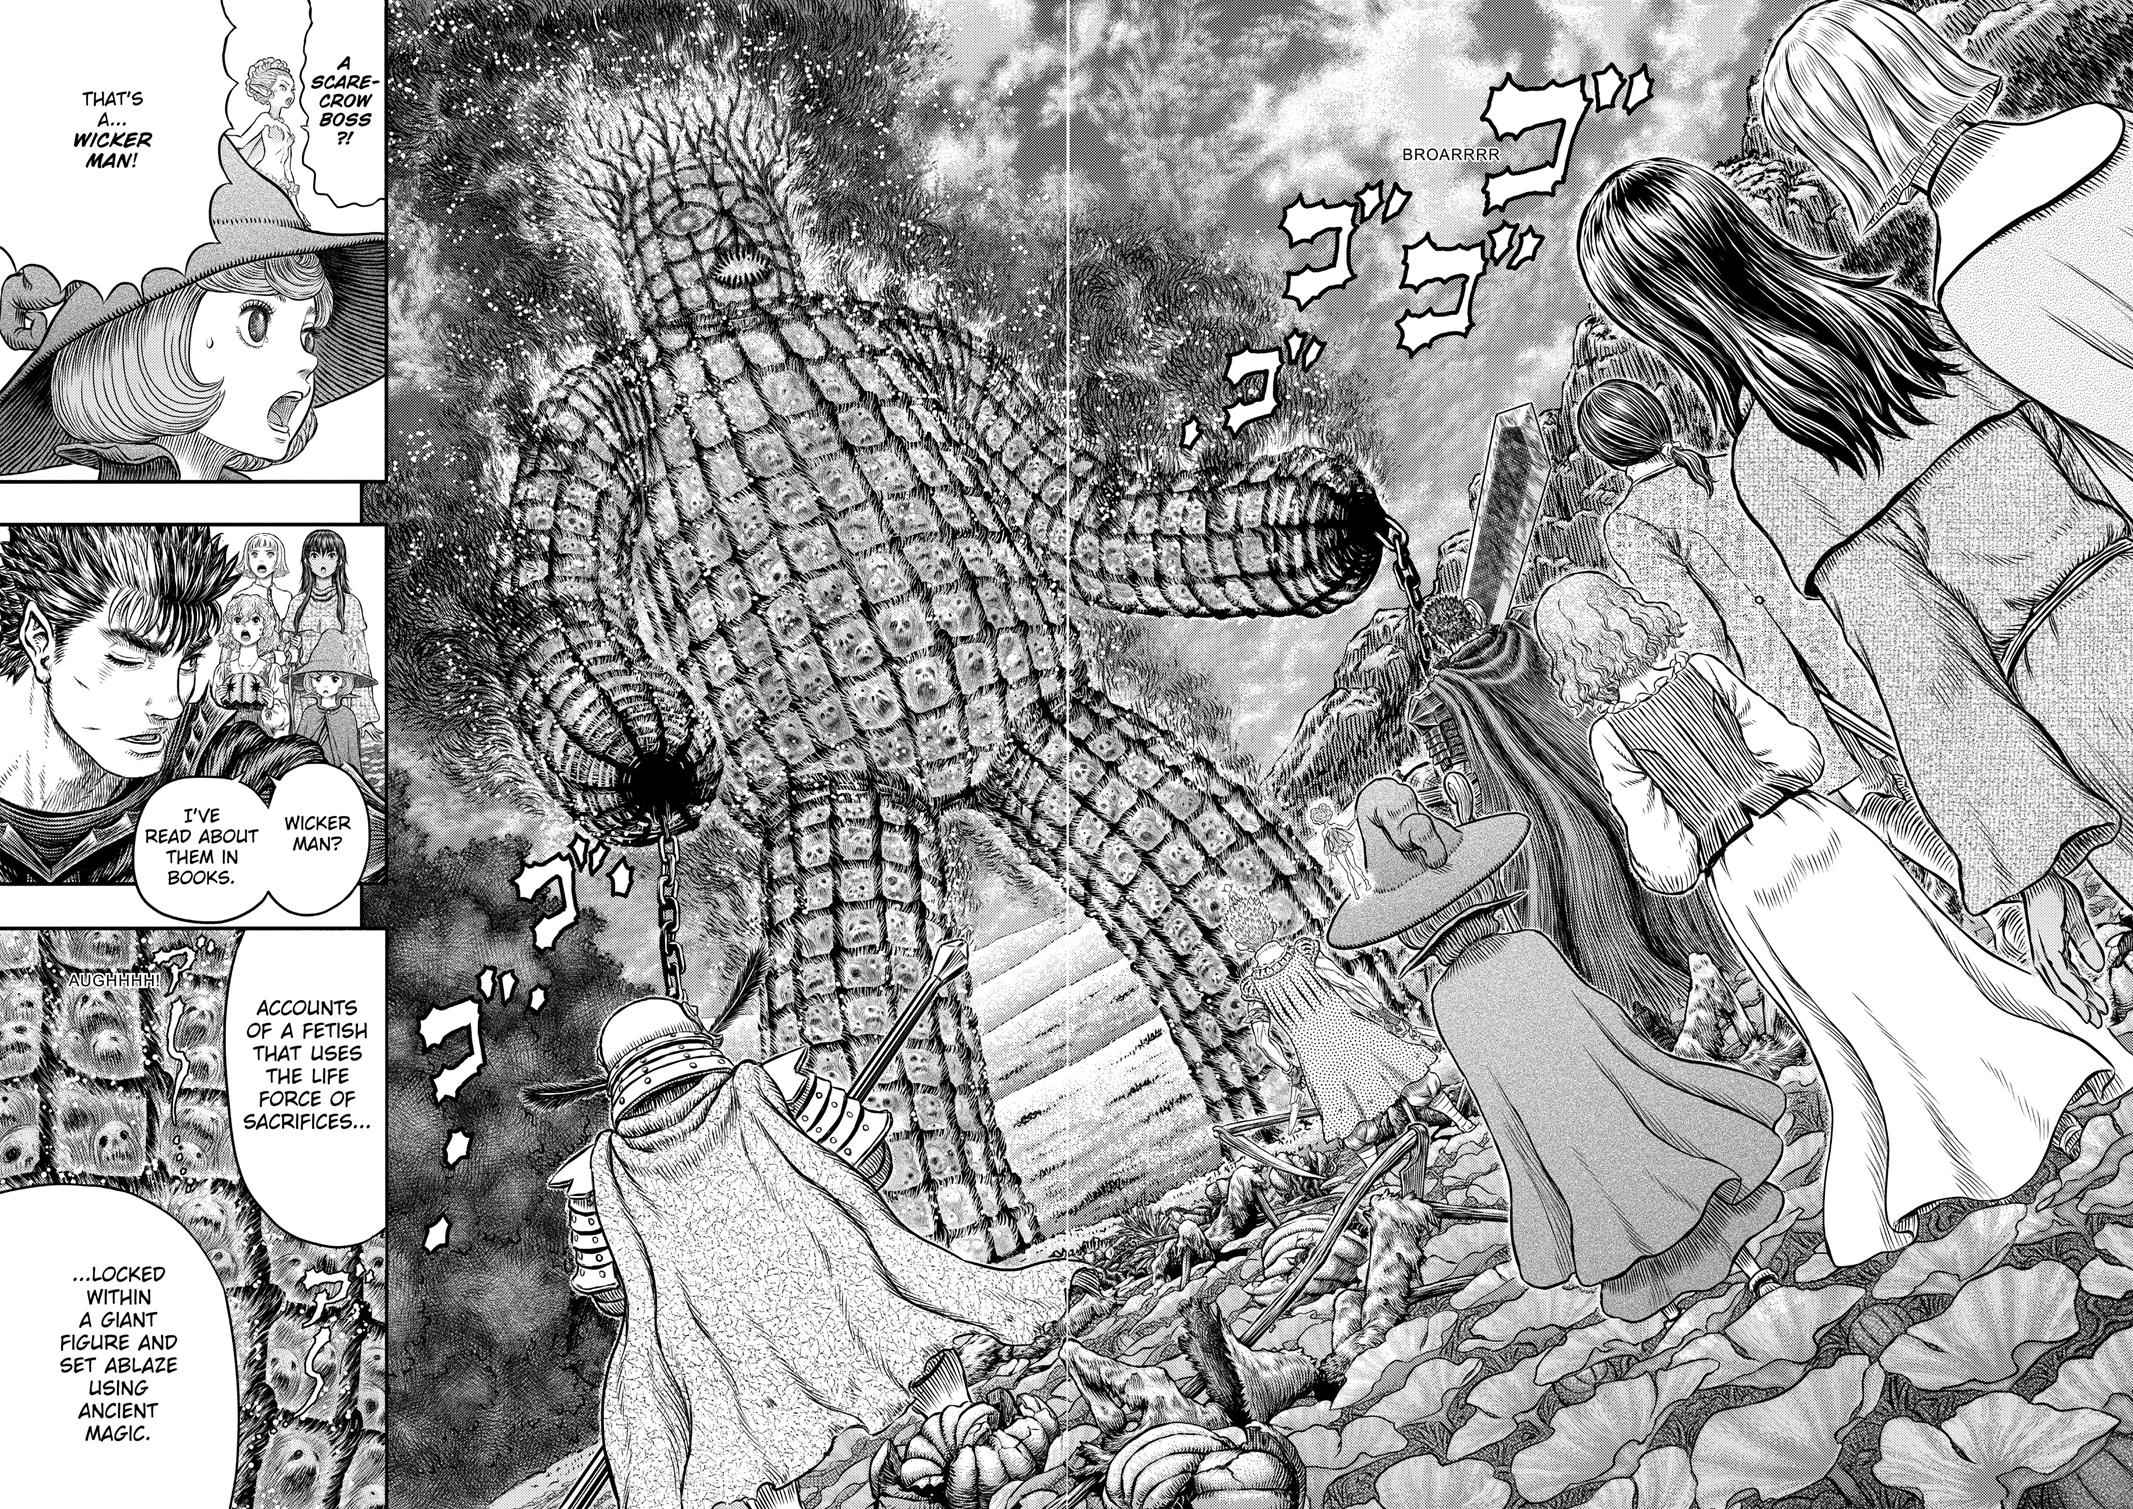 ゴゴゴゴ
BROARRRR
ゴゴ
A
SCARE-
CROW
BOSS
?!
THAT'S
A...
WICKER
MAN!
WICKER
MAN?
I'VE
READ ABOUT
THEM IN
BOOKS.
ACCOUNTS
OF A FETISH
THAT USES
THE LIFE
FORCE OF
SACRIFICES...
AUGHHHH!
...LOCKED
WITHIN
A GIANT
FIGURE AND
SET ABLAZE
USING
ANCIENT
MAGIC.